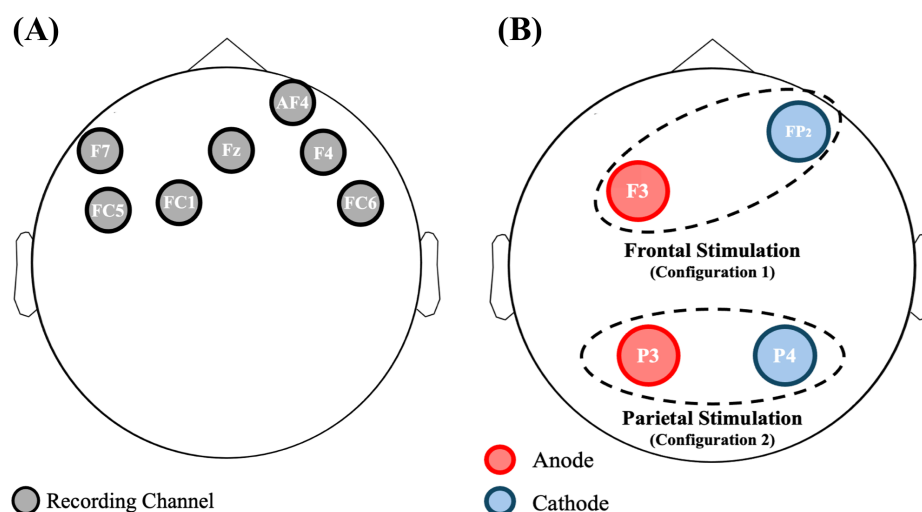 (A)
AF4
F7
Fz
F4
FC5
FC1
FC6
Recording Channel
(B)
FP2
F3
Frontal Stimulation
(Configuration 1)
P3
P4
Parietal Stimulation
(Configuration 2)
Anode
Cathode